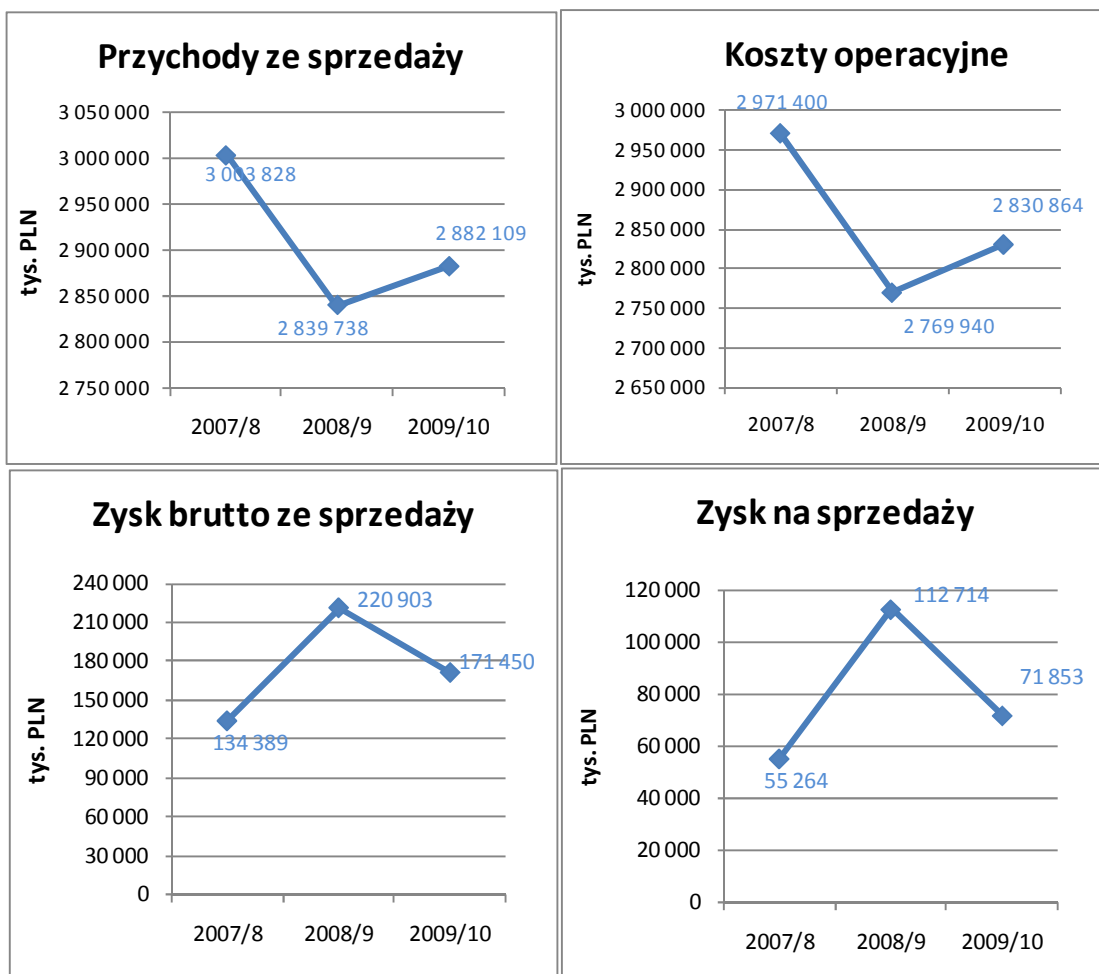 Przychody ze sprzedaży
3 050 000
3 000 000
2 950 000
2 900 000
2 850 000
2 800 000
2 750 000
tys. PLN
3 003 828
2 839 738
2 882 109
2007/8 2008/9 2009/10
Koszty operacyjne
3 000 000
2 950 000
2 900 000
2 850 000
2 800 000
2 750 000
2 700 000
2 650 000
tys. PLN
2 971 400
2 769 940
2 830 864
2007/8 2008/9 2009/10
Zysk brutto ze sprzedaży
240 000
210 000
180 000
150 000
120 000
90 000
60 000
30 000
0
tys. PLN
134 389
220 903
171 450
2007/8 2008/9 2009/10
Zysk na sprzedaży
120 000
100 000
80 000
60 000
40 000
20 000
0
tys. PLN
55 264
112 714
71 853
2007/8 2008/9 2009/10